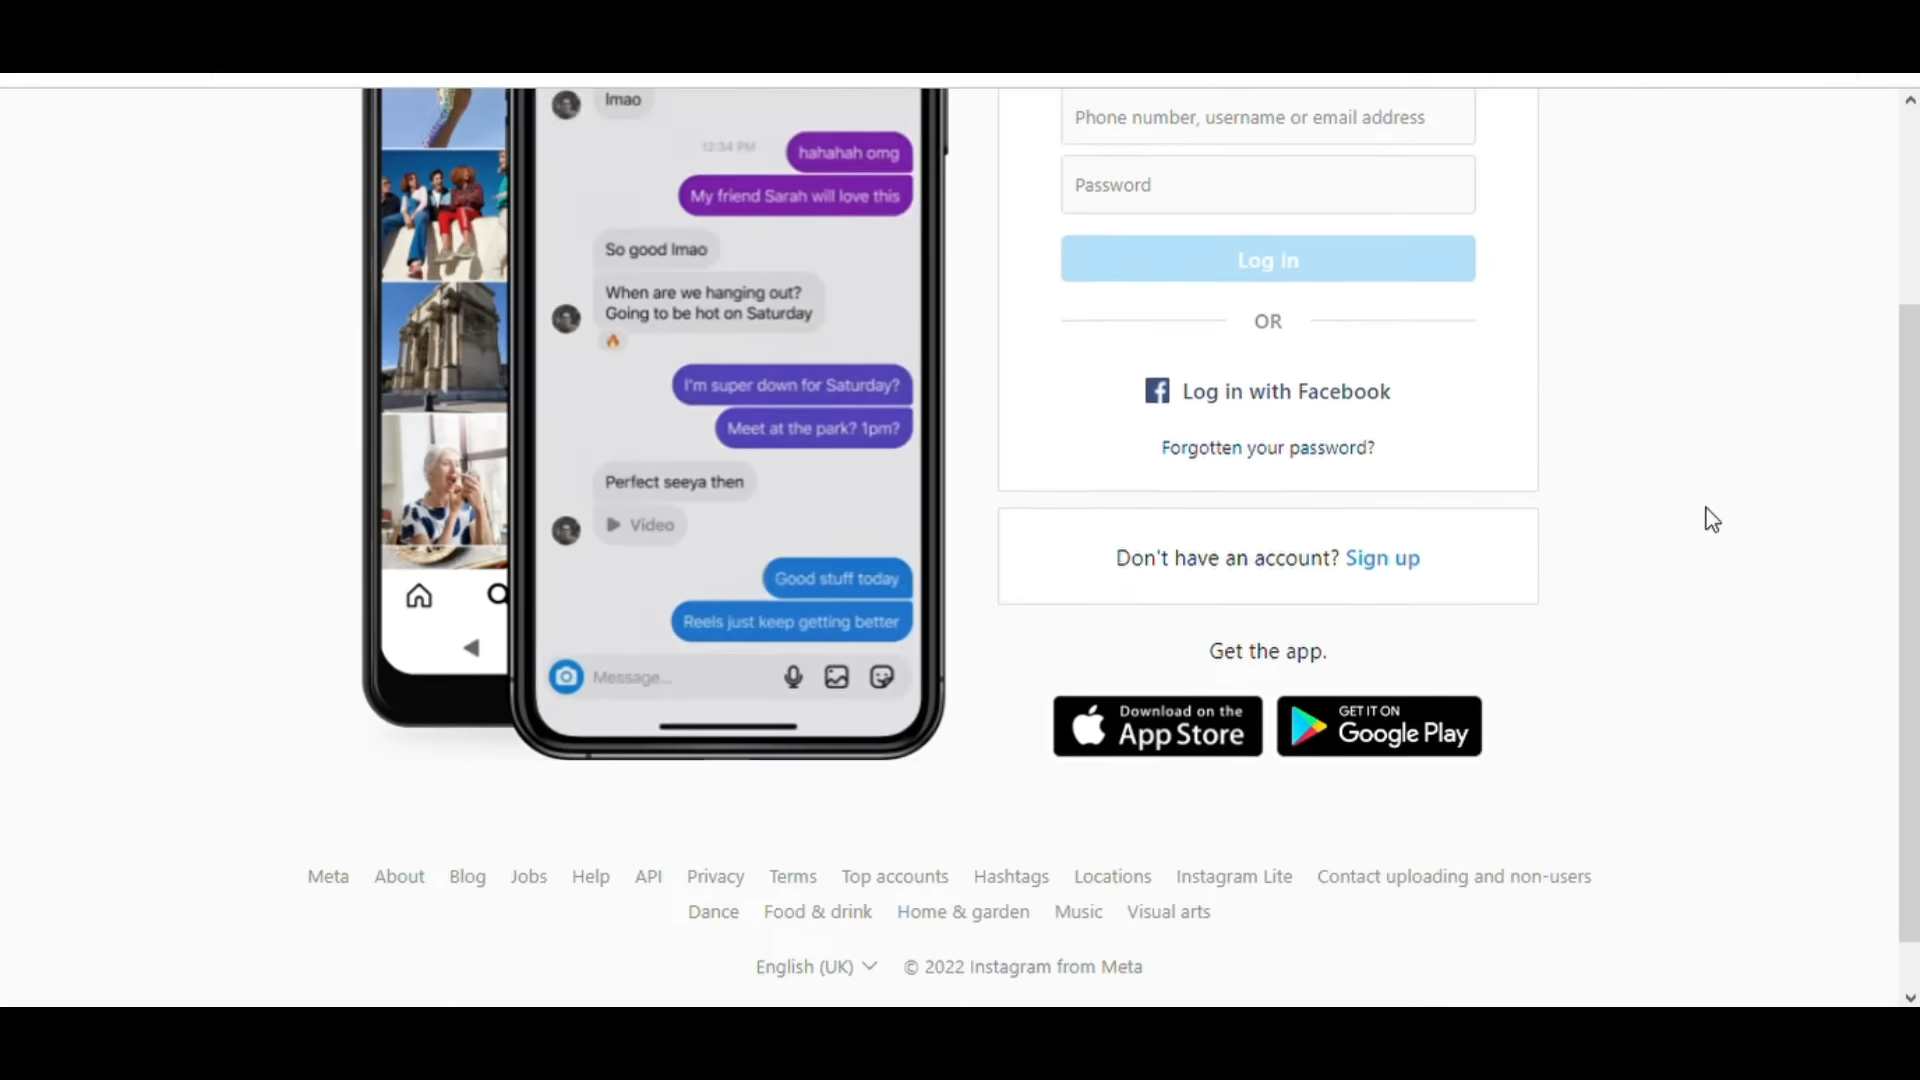 lmao
12:34 PM
hahahah omg
My friend Sarah will love this
So good lmao
When are we hanging out?
Going to be hot on Saturday
I'm super down for Saturday?
Meet at the park? 1pm?
Perfect seeya then
Video
Good stuff today
Reels just keep getting better
Message...
Phone number, username or email address
Password
Log in
OR
Log in with Facebook
Forgotten your password?
Don't have an account? Sign up
Get the app.
Download on the
App Store
GET IT ON
Google Play
Meta About Blog Jobs Help API Privacy Terms Top accounts Hashtags Locations Instagram Lite Contact uploading and non-users
Dance Food & drink Home & garden Music Visual arts
English (UK) © 2022 Instagram from Meta